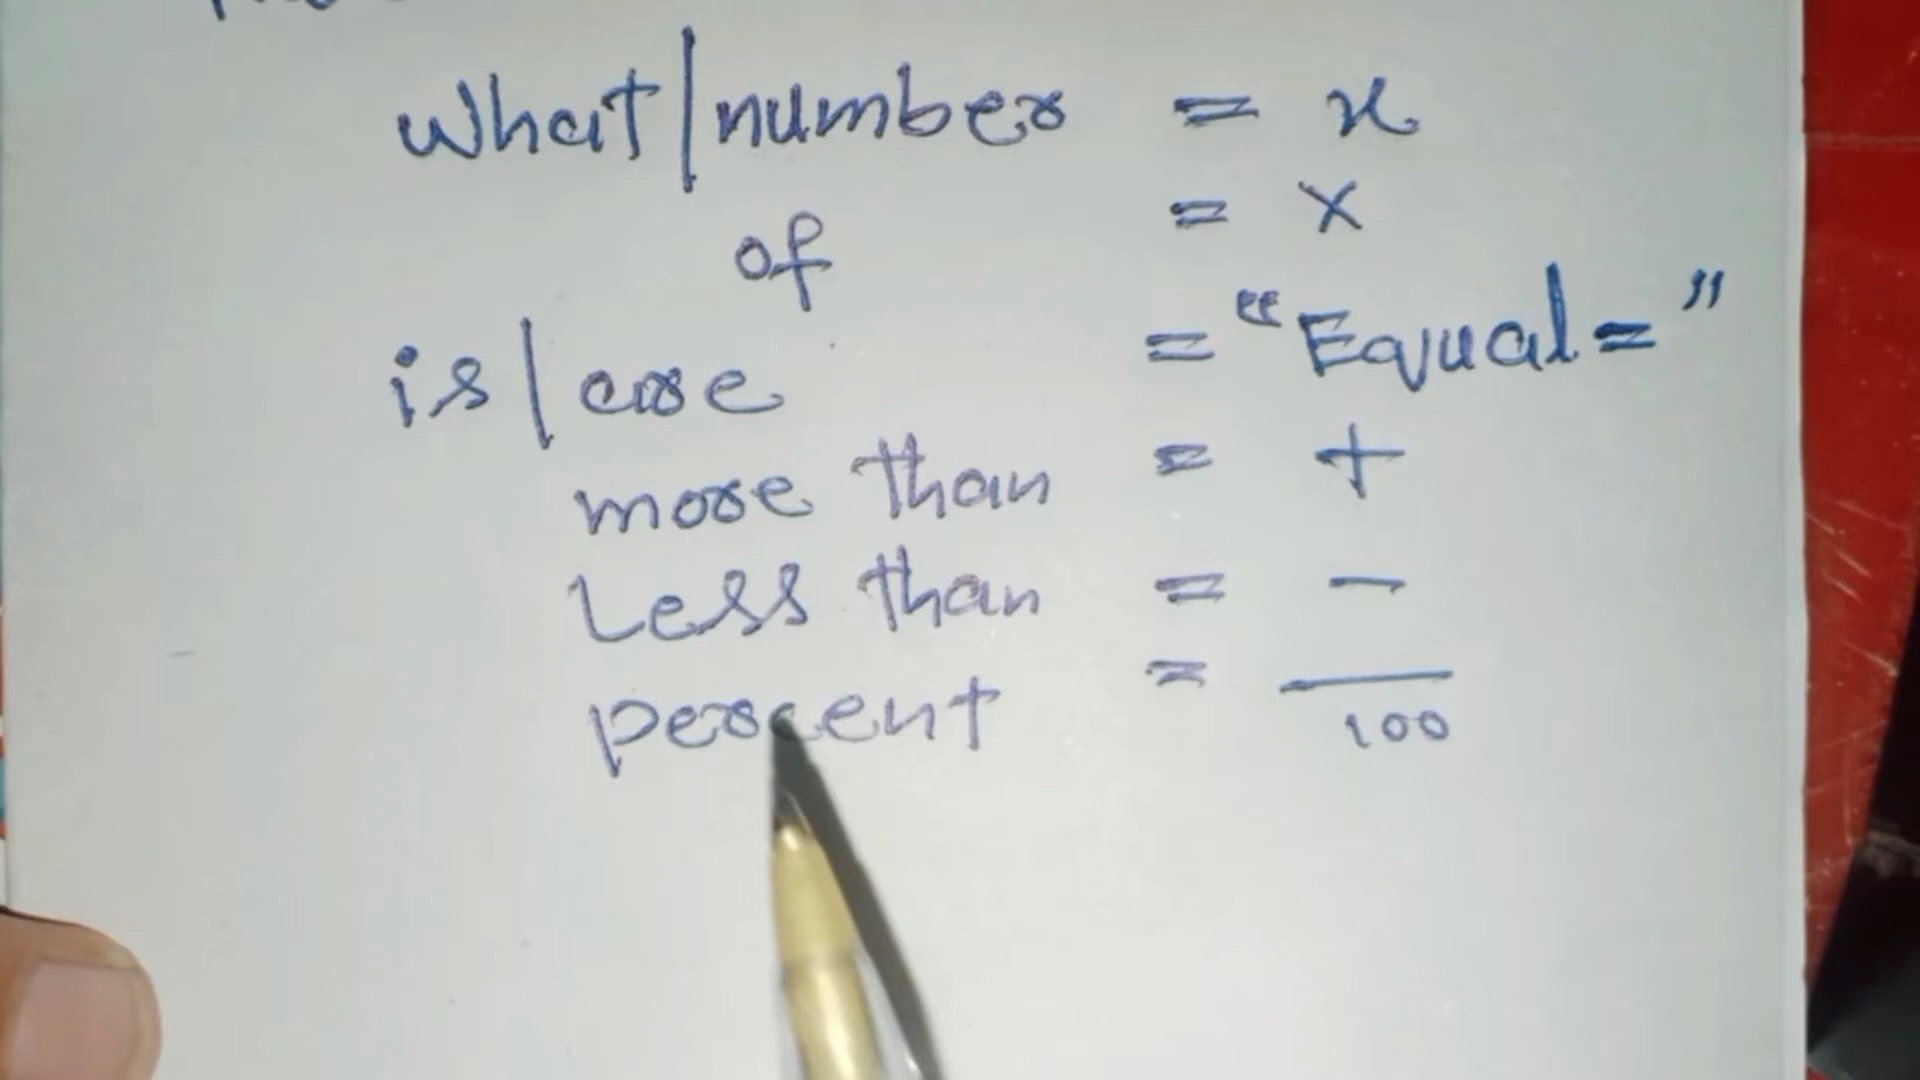 what/number = x
of = ×
is/are = "Equal="
more than = +
Less than = -
percent = —/100